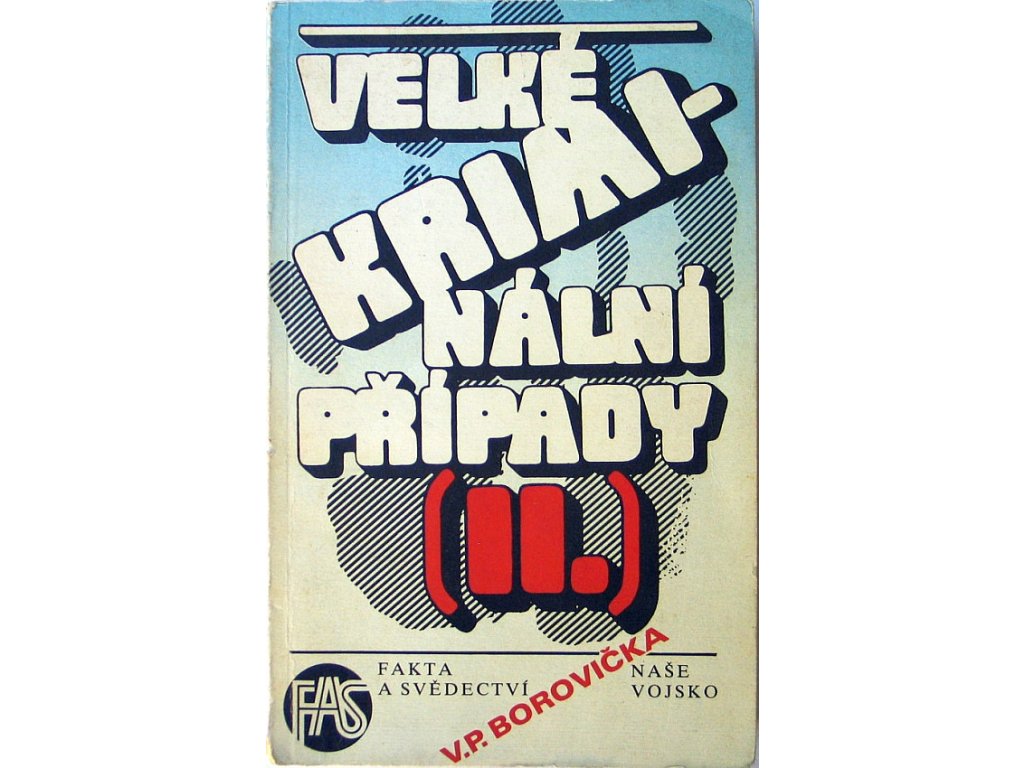 VELKÉ
KRIMI-
NÁLNÍ
PŘÍPADY
(II.)
V.P. BOROVIČKA
FAS
FAKTA
A SVĚDECTVÍ
NAŠE
VOJSKO